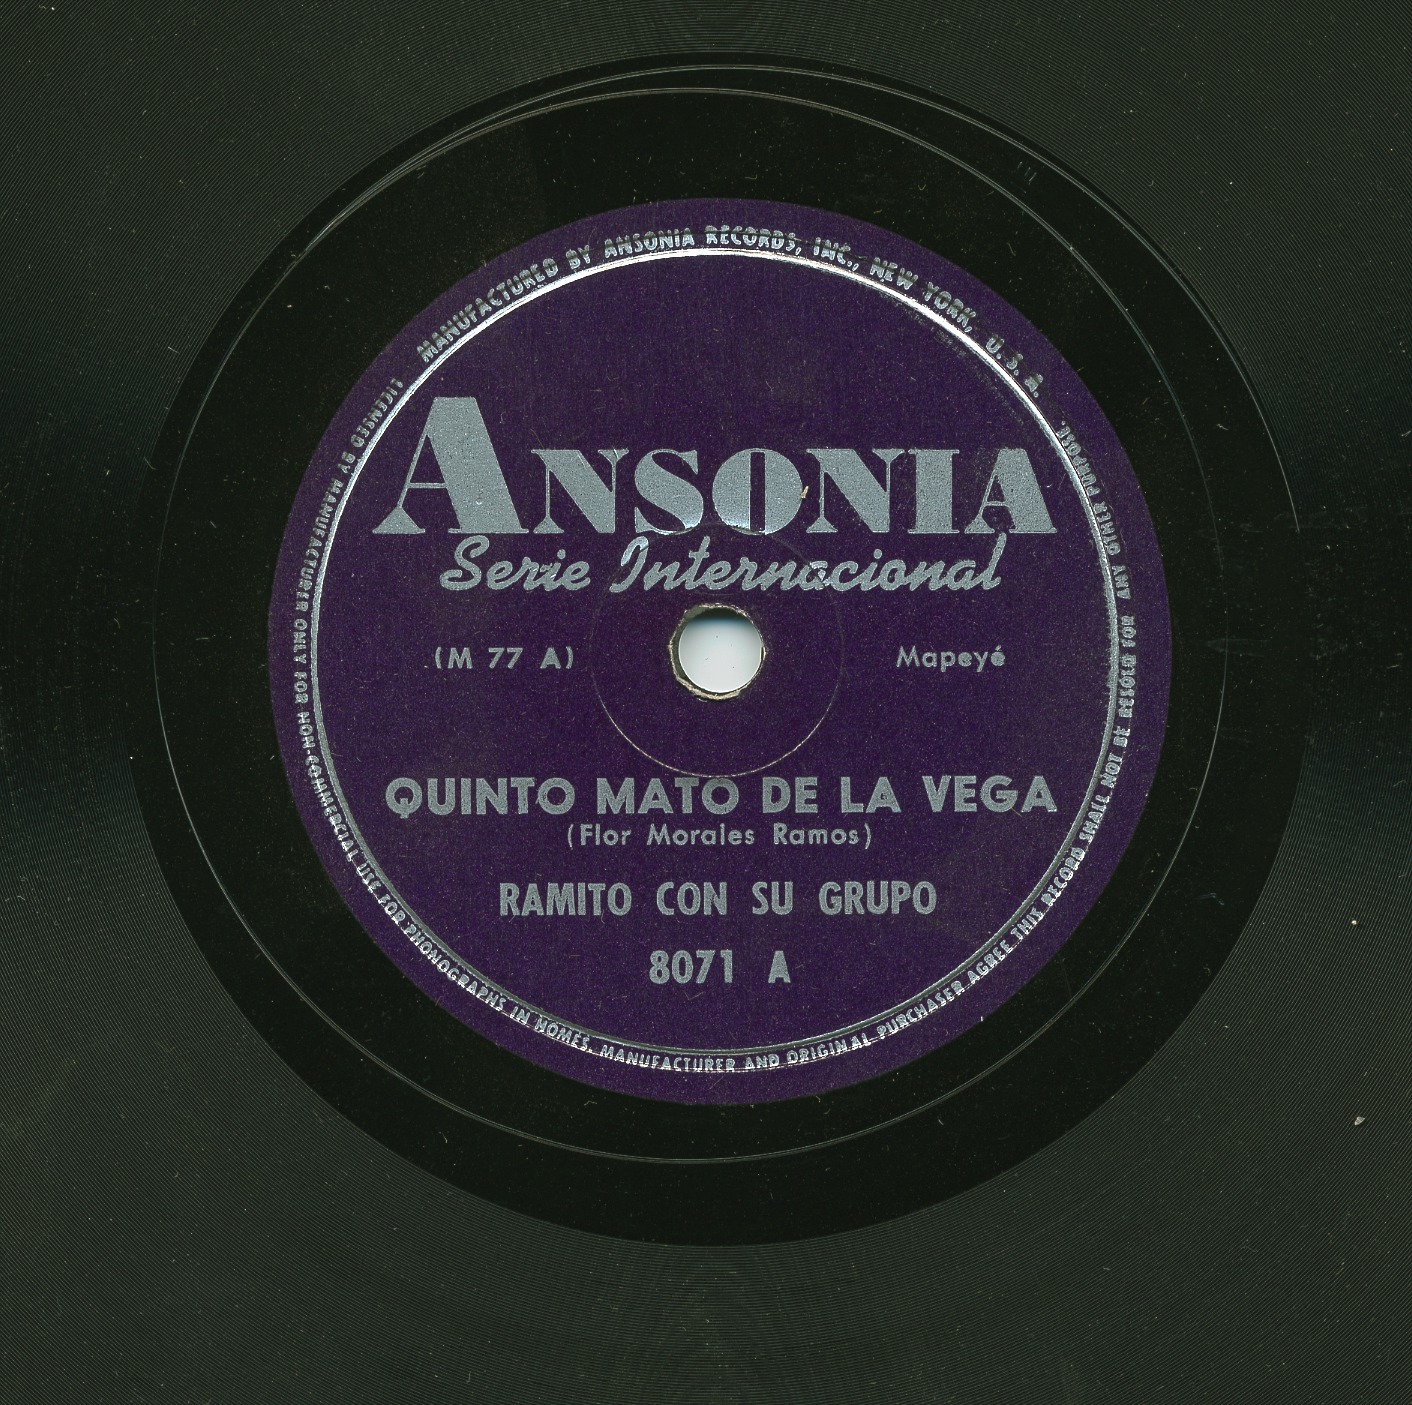 MANUFACTURED BY ANSONIA RECORDS, INC., NEW YORK, U. S. A.
ANSONIA
Serie Internacional
(M 77 A)
Mapeyé
QUINTO MATO DE LA VEGA
(Flor Morales Ramos)
RAMITO CON SU GRUPO
8071 A
LICENSED BY MANUFACTURER ONLY FOR NON-COMMERCIAL USE FOR PHONOGRAPHS IN HOMES. MANUFACTURER AND ORIGINAL PURCHASER AGREE THIS RECORD SHALL NOT BE RESOLD FOR ANY OTHER PURPOSE.